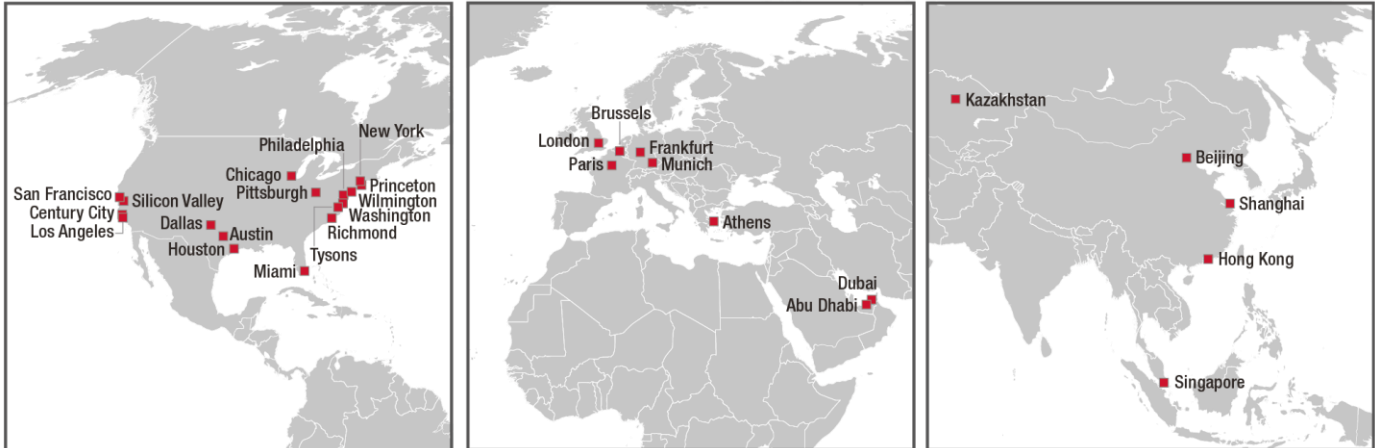 New York
Philadelphia
Chicago
Pittsburgh
Princeton
Wilmington
Washington
Richmond
San Francisco
Silicon Valley
Century City
Los Angeles
Dallas
Austin
Houston
Tysons
Miami
Brussels
London
Frankfurt
Paris
Munich
Athens
Dubai
Abu Dhabi
Kazakhstan
Beijing
Shanghai
Hong Kong
Singapore